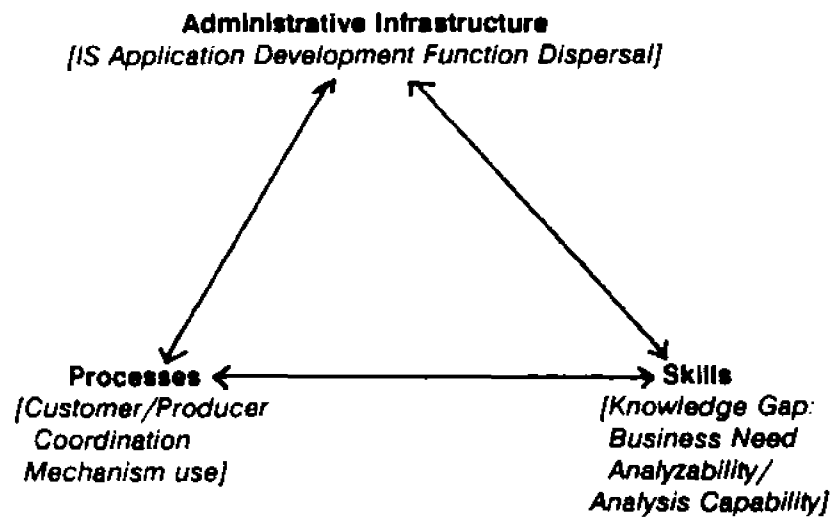 Administrative Infrastructure
[IS Application Development Function Dispersal]
Processes
[Customer/Producer
Coordination
Mechanism use]
Skills
[Knowledge Gap:
Business Need
Analyzability/
Analysis Capability]